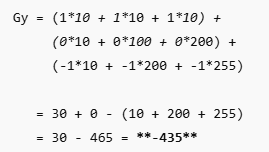 Gy = (1*10 + 1*10 + 1*10) +
(0*10 + 0*100 + 0*200) +
(-1*10 + -1*200 + -1*255)
= 30 + 0 - (10 + 200 + 255)
= 30 - 465 = **-435**